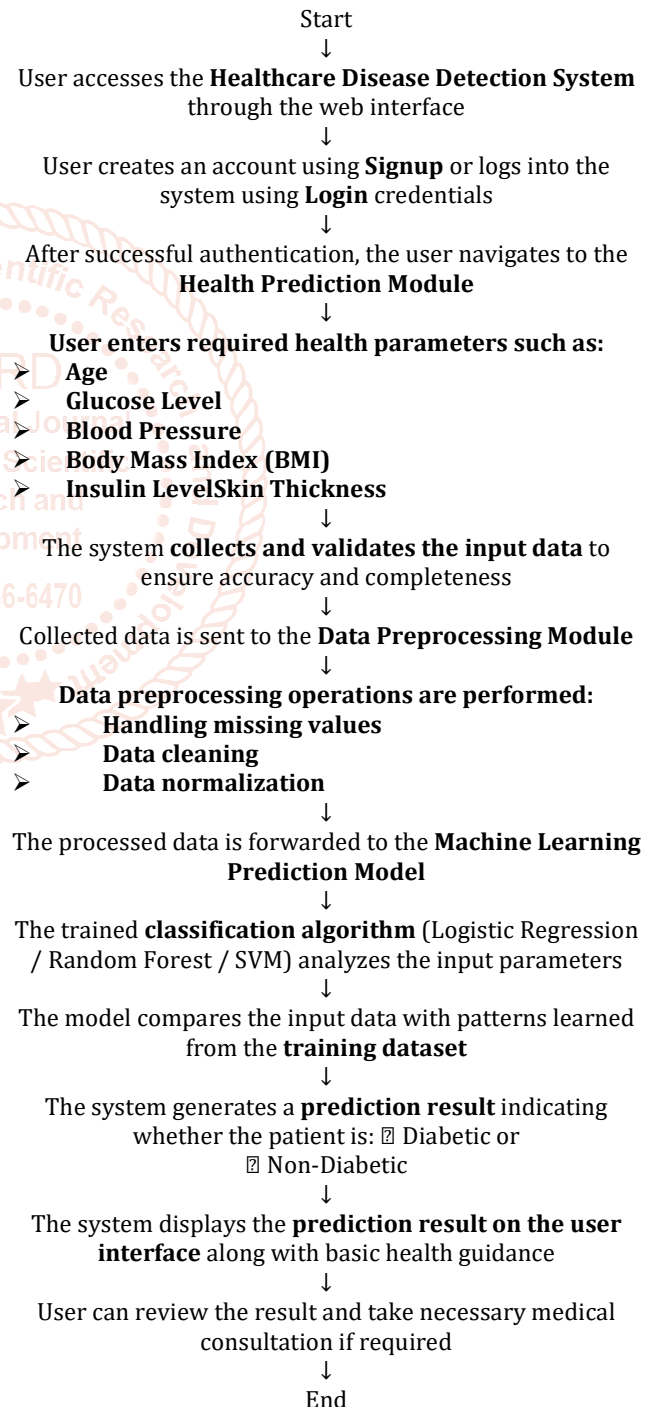 Start
↓
User accesses the Healthcare Disease Detection System
through the web interface
↓
User creates an account using Signup or logs into the
system using Login credentials
↓
After successful authentication, the user navigates to the
Health Prediction Module
↓
User enters required health parameters such as:
➢ Age
➢ Glucose Level
➢ Blood Pressure
➢ Body Mass Index (BMI)
➢ Insulin LevelSkin Thickness
↓
The system collects and validates the input data to
ensure accuracy and completeness
↓
Collected data is sent to the Data Preprocessing Module
↓
Data preprocessing operations are performed:
➢ Handling missing values
➢ Data cleaning
➢ Data normalization
↓
The processed data is forwarded to the Machine Learning
Prediction Model
↓
The trained classification algorithm (Logistic Regression
/ Random Forest / SVM) analyzes the input parameters
↓
The model compares the input data with patterns learned
from the training dataset
↓
The system generates a prediction result indicating
whether the patient is: ⍰ Diabetic or
⍰ Non-Diabetic
↓
The system displays the prediction result on the user
interface along with basic health guidance
↓
User can review the result and take necessary medical
consultation if required
↓
End